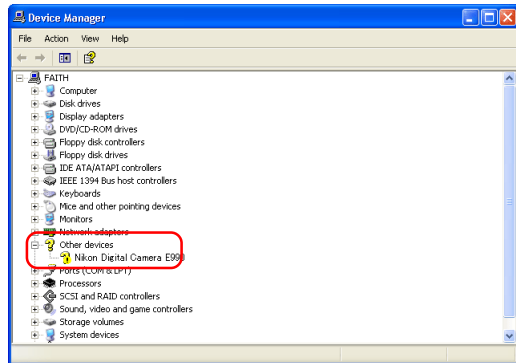 Device Manager
File Action View Help
FAITH
Computer
Disk drives
Display adapters
DVD/CD-ROM drives
Floppy disk controllers
Floppy disk drives
IDE ATA/ATAPI controllers
IEEE 1394 Bus host controllers
Keyboards
Mice and other pointing devices
Monitors
Network adapters
Other devices
Nikon Digital Camera E990
Ports (COM & LPT)
Processors
SCSI and RAID controllers
Sound, video and game controllers
Storage volumes
System devices